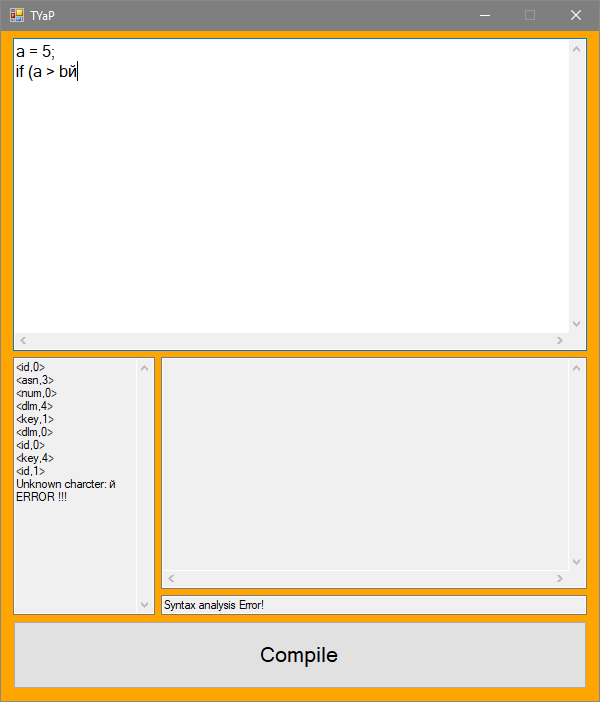 TYaP
a = 5;
if (a > bй
<id,0>
<asn,3>
<num,0>
<dlm,4>
<key,1>
<dlm,0>
<id,0>
<key,4>
<id,1>
Unknown charcter: й
ERROR !!!
Syntax analysis Error!
Compile